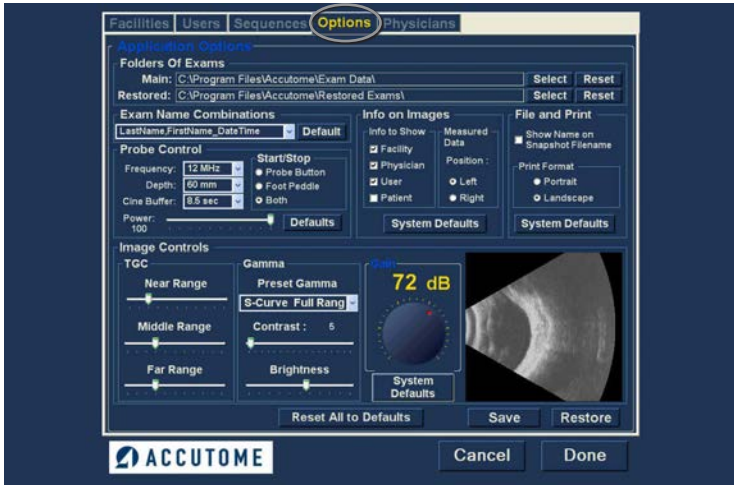 Facilities Users Sequences Options Physicians
Application Options
Folders Of Exams
Main: C:\Program Files\Accutome\Exam Data\ Select Reset
Restored: C:\Program Files\Accutome\Restored Exams\ Select Reset
Exam Name Combinations
LastName,FirstName_DateTime Default
Probe Control
Frequency: 12 MHz
Depth: 60 mm
Cine Buffer: 8.5 sec
Power:
100
Start/Stop
Probe Button
Foot Peddle
Both
Defaults
Info on Images
Info to Show
Facility
Physician
User
Patient
Measured
Data
Position :
Left
Right
System Defaults
File and Print
Show Name on
Snapshot Filename
Print Format
Portrait
Landscape
System Defaults
Image Controls
TGC
Near Range
Middle Range
Far Range
Gamma
Preset Gamma
S-Curve Full Rang
Contrast : 5
Brightness
Gain
72 dB
System
Defaults
Reset All to Defaults Save Restore
ACCUTOME Cancel Done